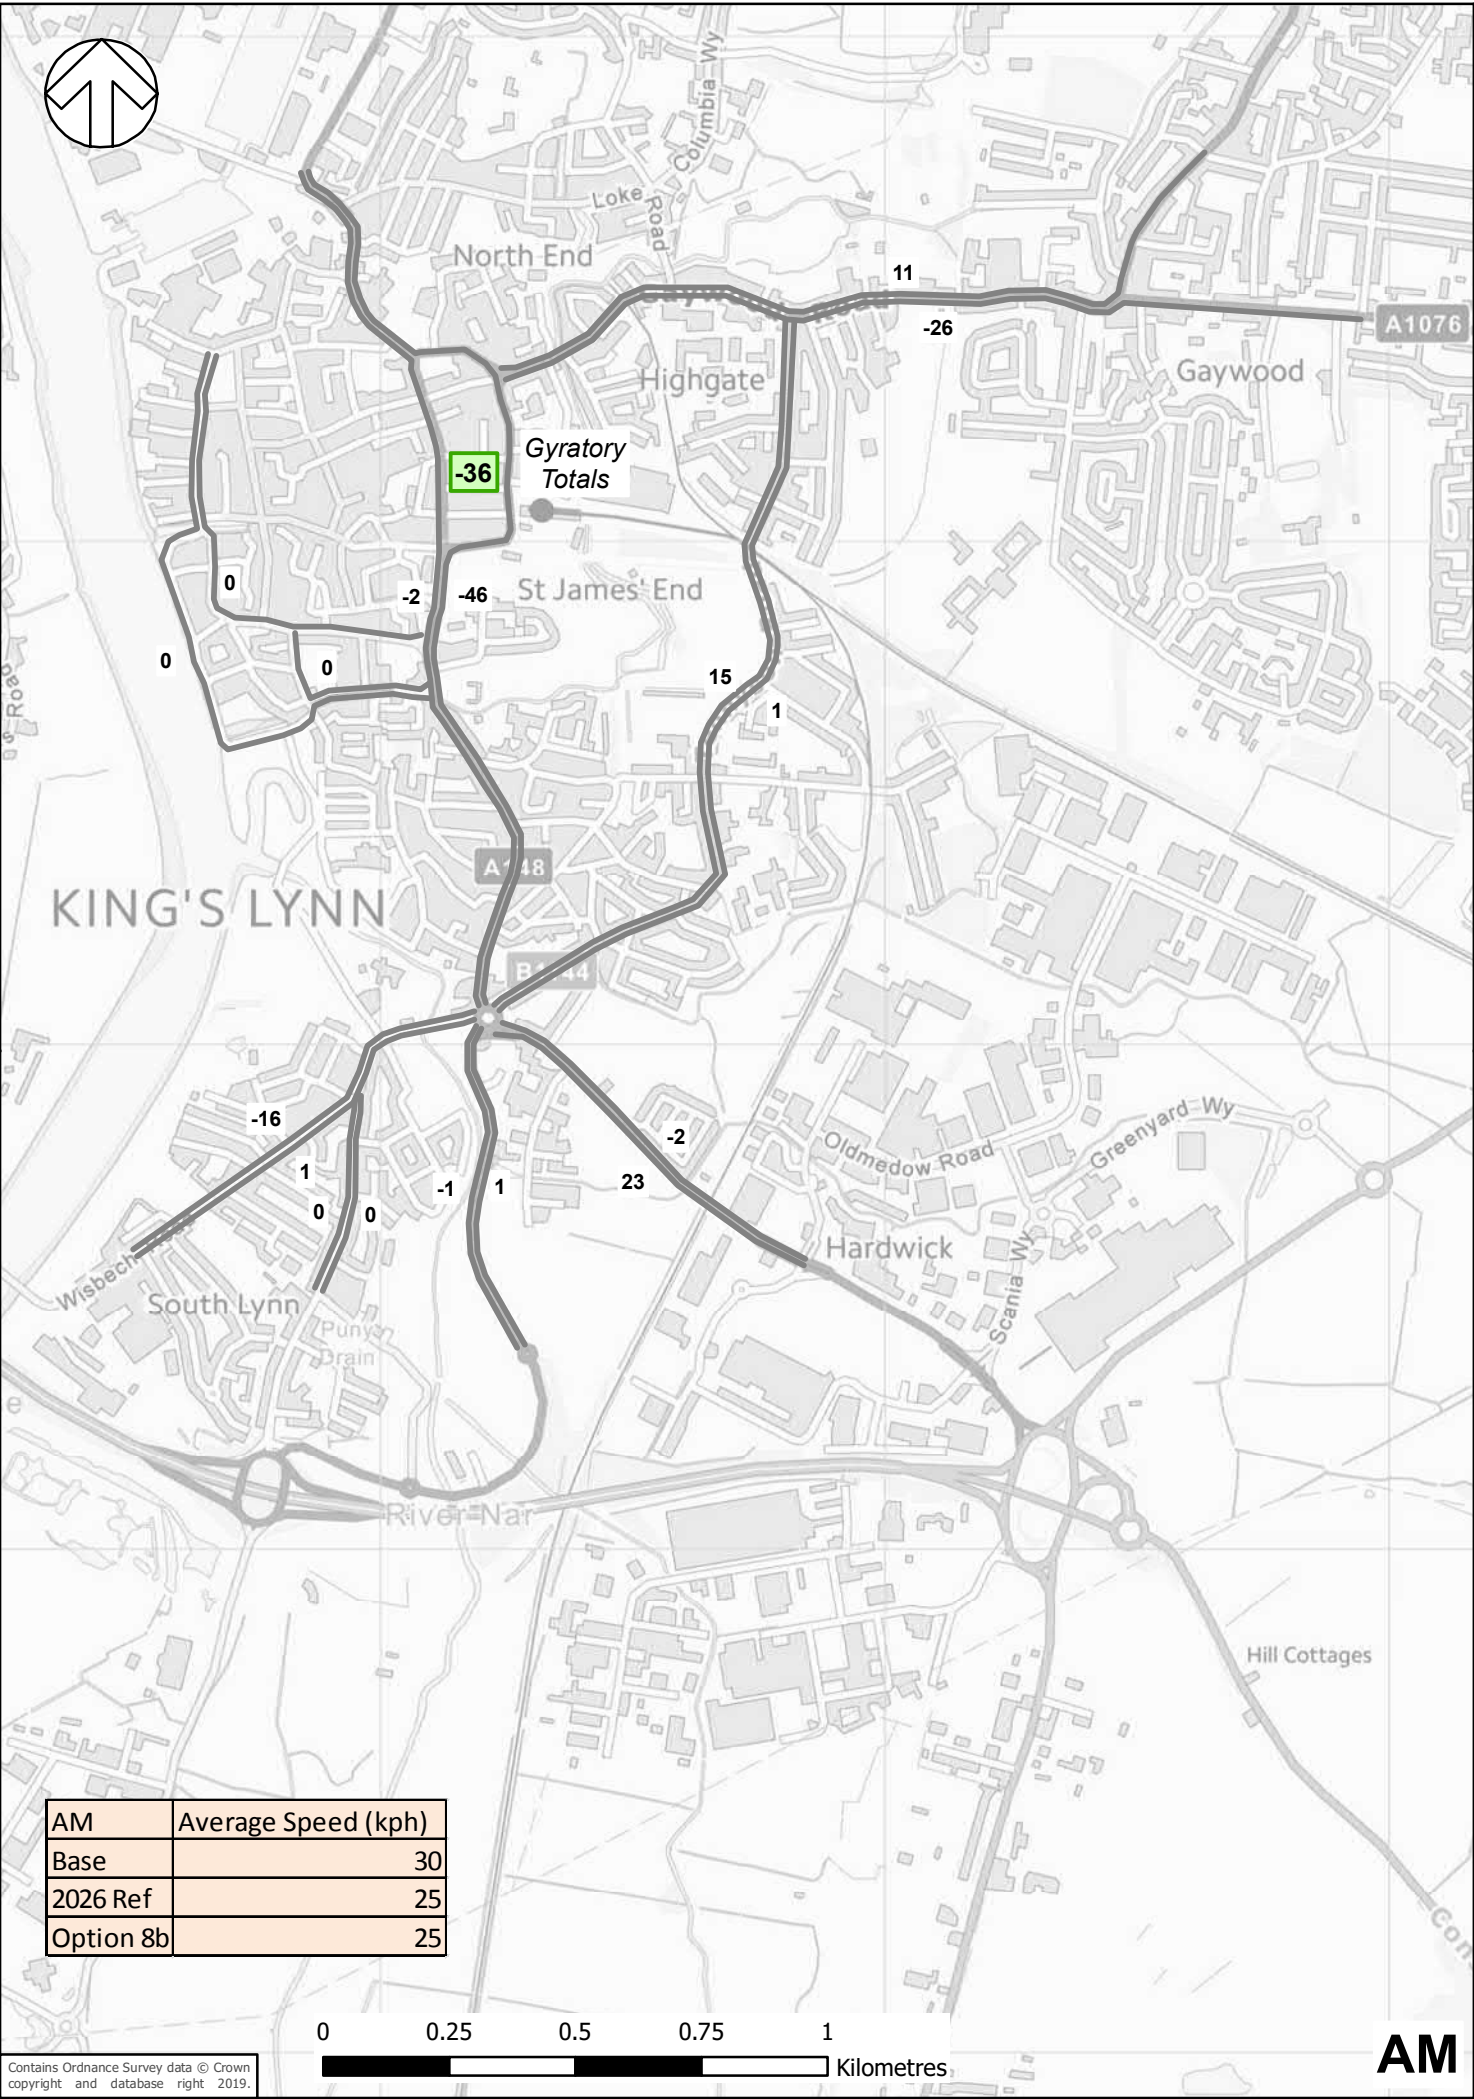 Columbia Wy
Loke
Road
North End
11
-26
A1076
Gaywood
Highgate
Gyratory
Totals
-36
0
-2
-46
St James' End
0
0
15
1
s Road
A148
KING'S LYNN
-16
-2
1
-1
1
23
0
0
Oldmedow Road
Greenyard Wy
Hardwick
Scania Wy
Wisbech
South Lynn
Puny
Drain
e
River Nar
Hill Cottages
AM Average Speed (kph)
Base 30
2026 Ref 25
Option 8b 25
0 0.25 0.5 0.75 1
Kilometres
AM
Contains Ordnance Survey data © Crown
copyright and database right 2019.